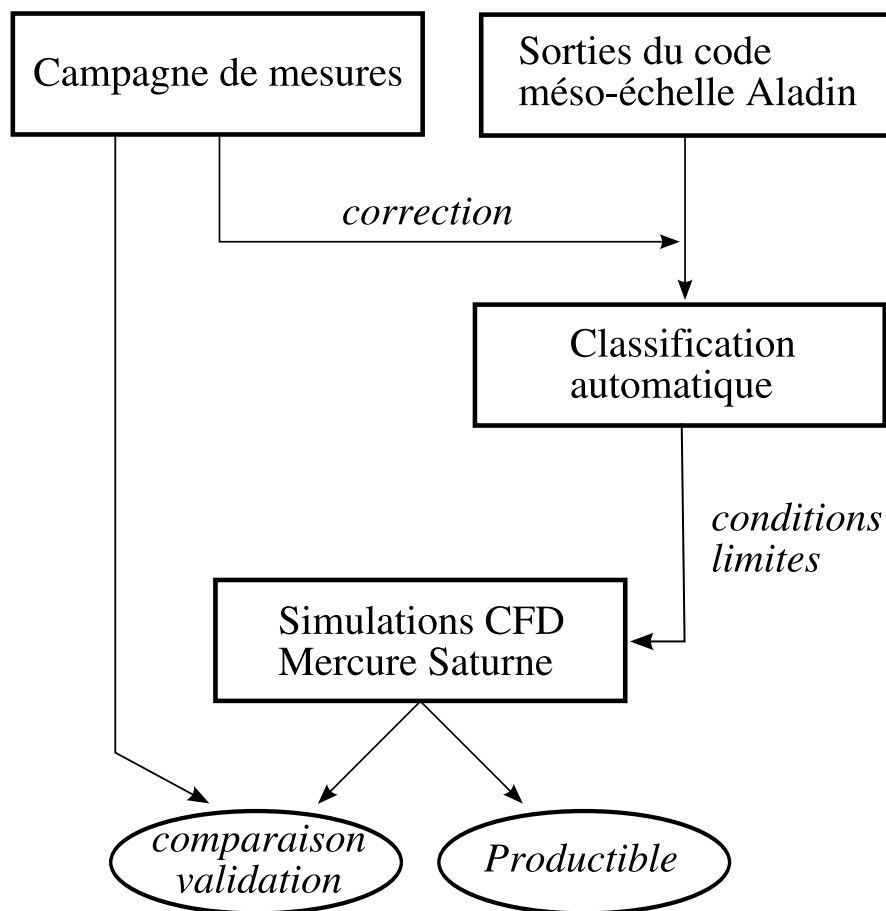 Campagne de mesures
Sorties du code
méso-échelle Aladin
correction
Classification
automatique
conditions
limites
Simulations CFD
Mercure Saturne
comparaison
validation
Productible